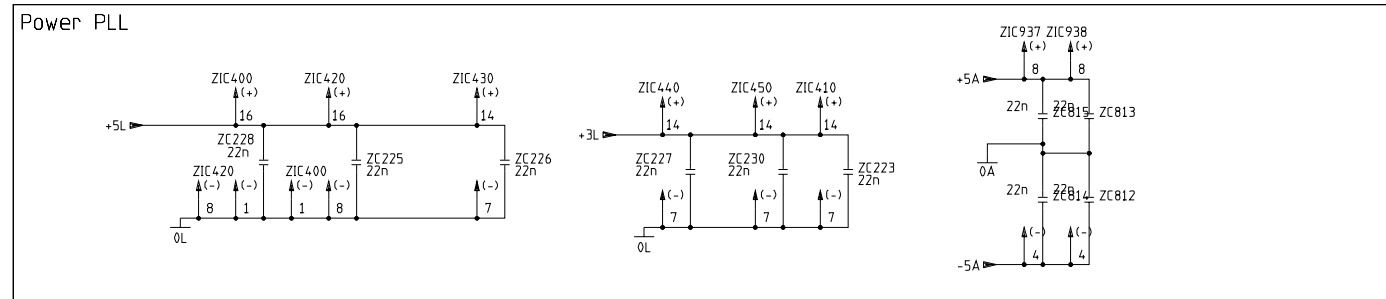 Power PLL
ZIC937 ZIC938
(+) (+)
8 8
+5A
ZIC400 ZIC420 ZIC430
(+) (+) (+)
16 16 14
+5L
ZC228
22n
ZC225
22n
ZC226
22n
ZIC420 ZIC400
(-) (-) (-) (-) (-)
8 1 1 8 7
0L
ZIC440 ZIC450 ZIC410
(+) (+) (+)
14 14 14
+3L
ZC227
22n
ZC230
22n
ZC223
22n
(-) (-) (-)
7 7 7
0L
22n 22n
ZC815 ZC813
0A
22n 22n
ZC814 ZC812
(-) (-)
4 4
-5A